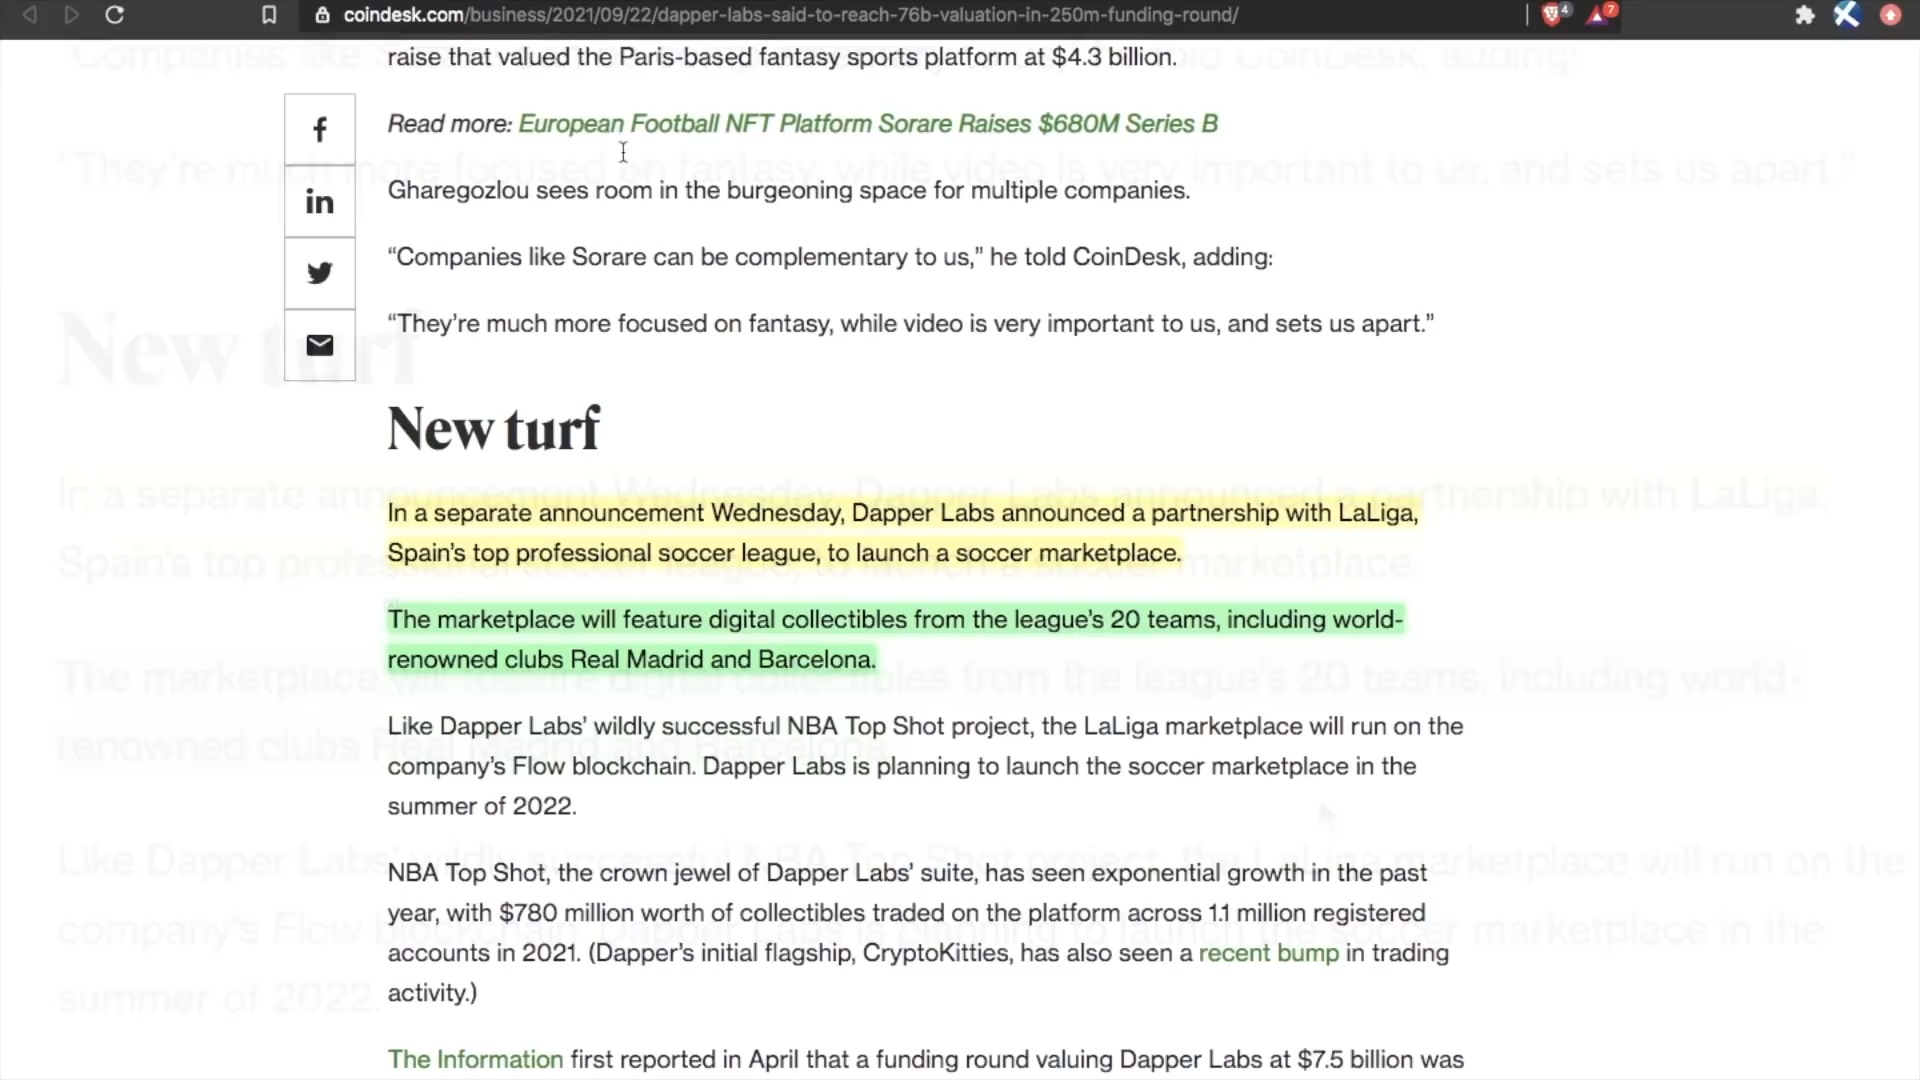 coindesk.com/business/2021/09/22/dapper-labs-said-to-reach-76b-valuation-in-250m-funding-round/
4
7
raise that valued the Paris-based fantasy sports platform at $4.3 billion.
Read more: European Football NFT Platform Sorare Raises $680M Series B
Gharegozlou sees room in the burgeoning space for multiple companies.
“Companies like Sorare can be complementary to us,” he told CoinDesk, adding:
“They’re much more focused on fantasy, while video is very important to us, and sets us apart.”
New turf
In a separate announcement Wednesday, Dapper Labs announced a partnership with LaLiga,
Spain’s top professional soccer league, to launch a soccer marketplace.
The marketplace will feature digital collectibles from the league’s 20 teams, including world-
renowned clubs Real Madrid and Barcelona.
Like Dapper Labs’ wildly successful NBA Top Shot project, the LaLiga marketplace will run on the
company’s Flow blockchain. Dapper Labs is planning to launch the soccer marketplace in the
summer of 2022.
NBA Top Shot, the crown jewel of Dapper Labs’ suite, has seen exponential growth in the past
year, with $780 million worth of collectibles traded on the platform across 1.1 million registered
accounts in 2021. (Dapper’s initial flagship, CryptoKitties, has also seen a recent bump in trading
activity.)
The Information first reported in April that a funding round valuing Dapper Labs at $7.5 billion was